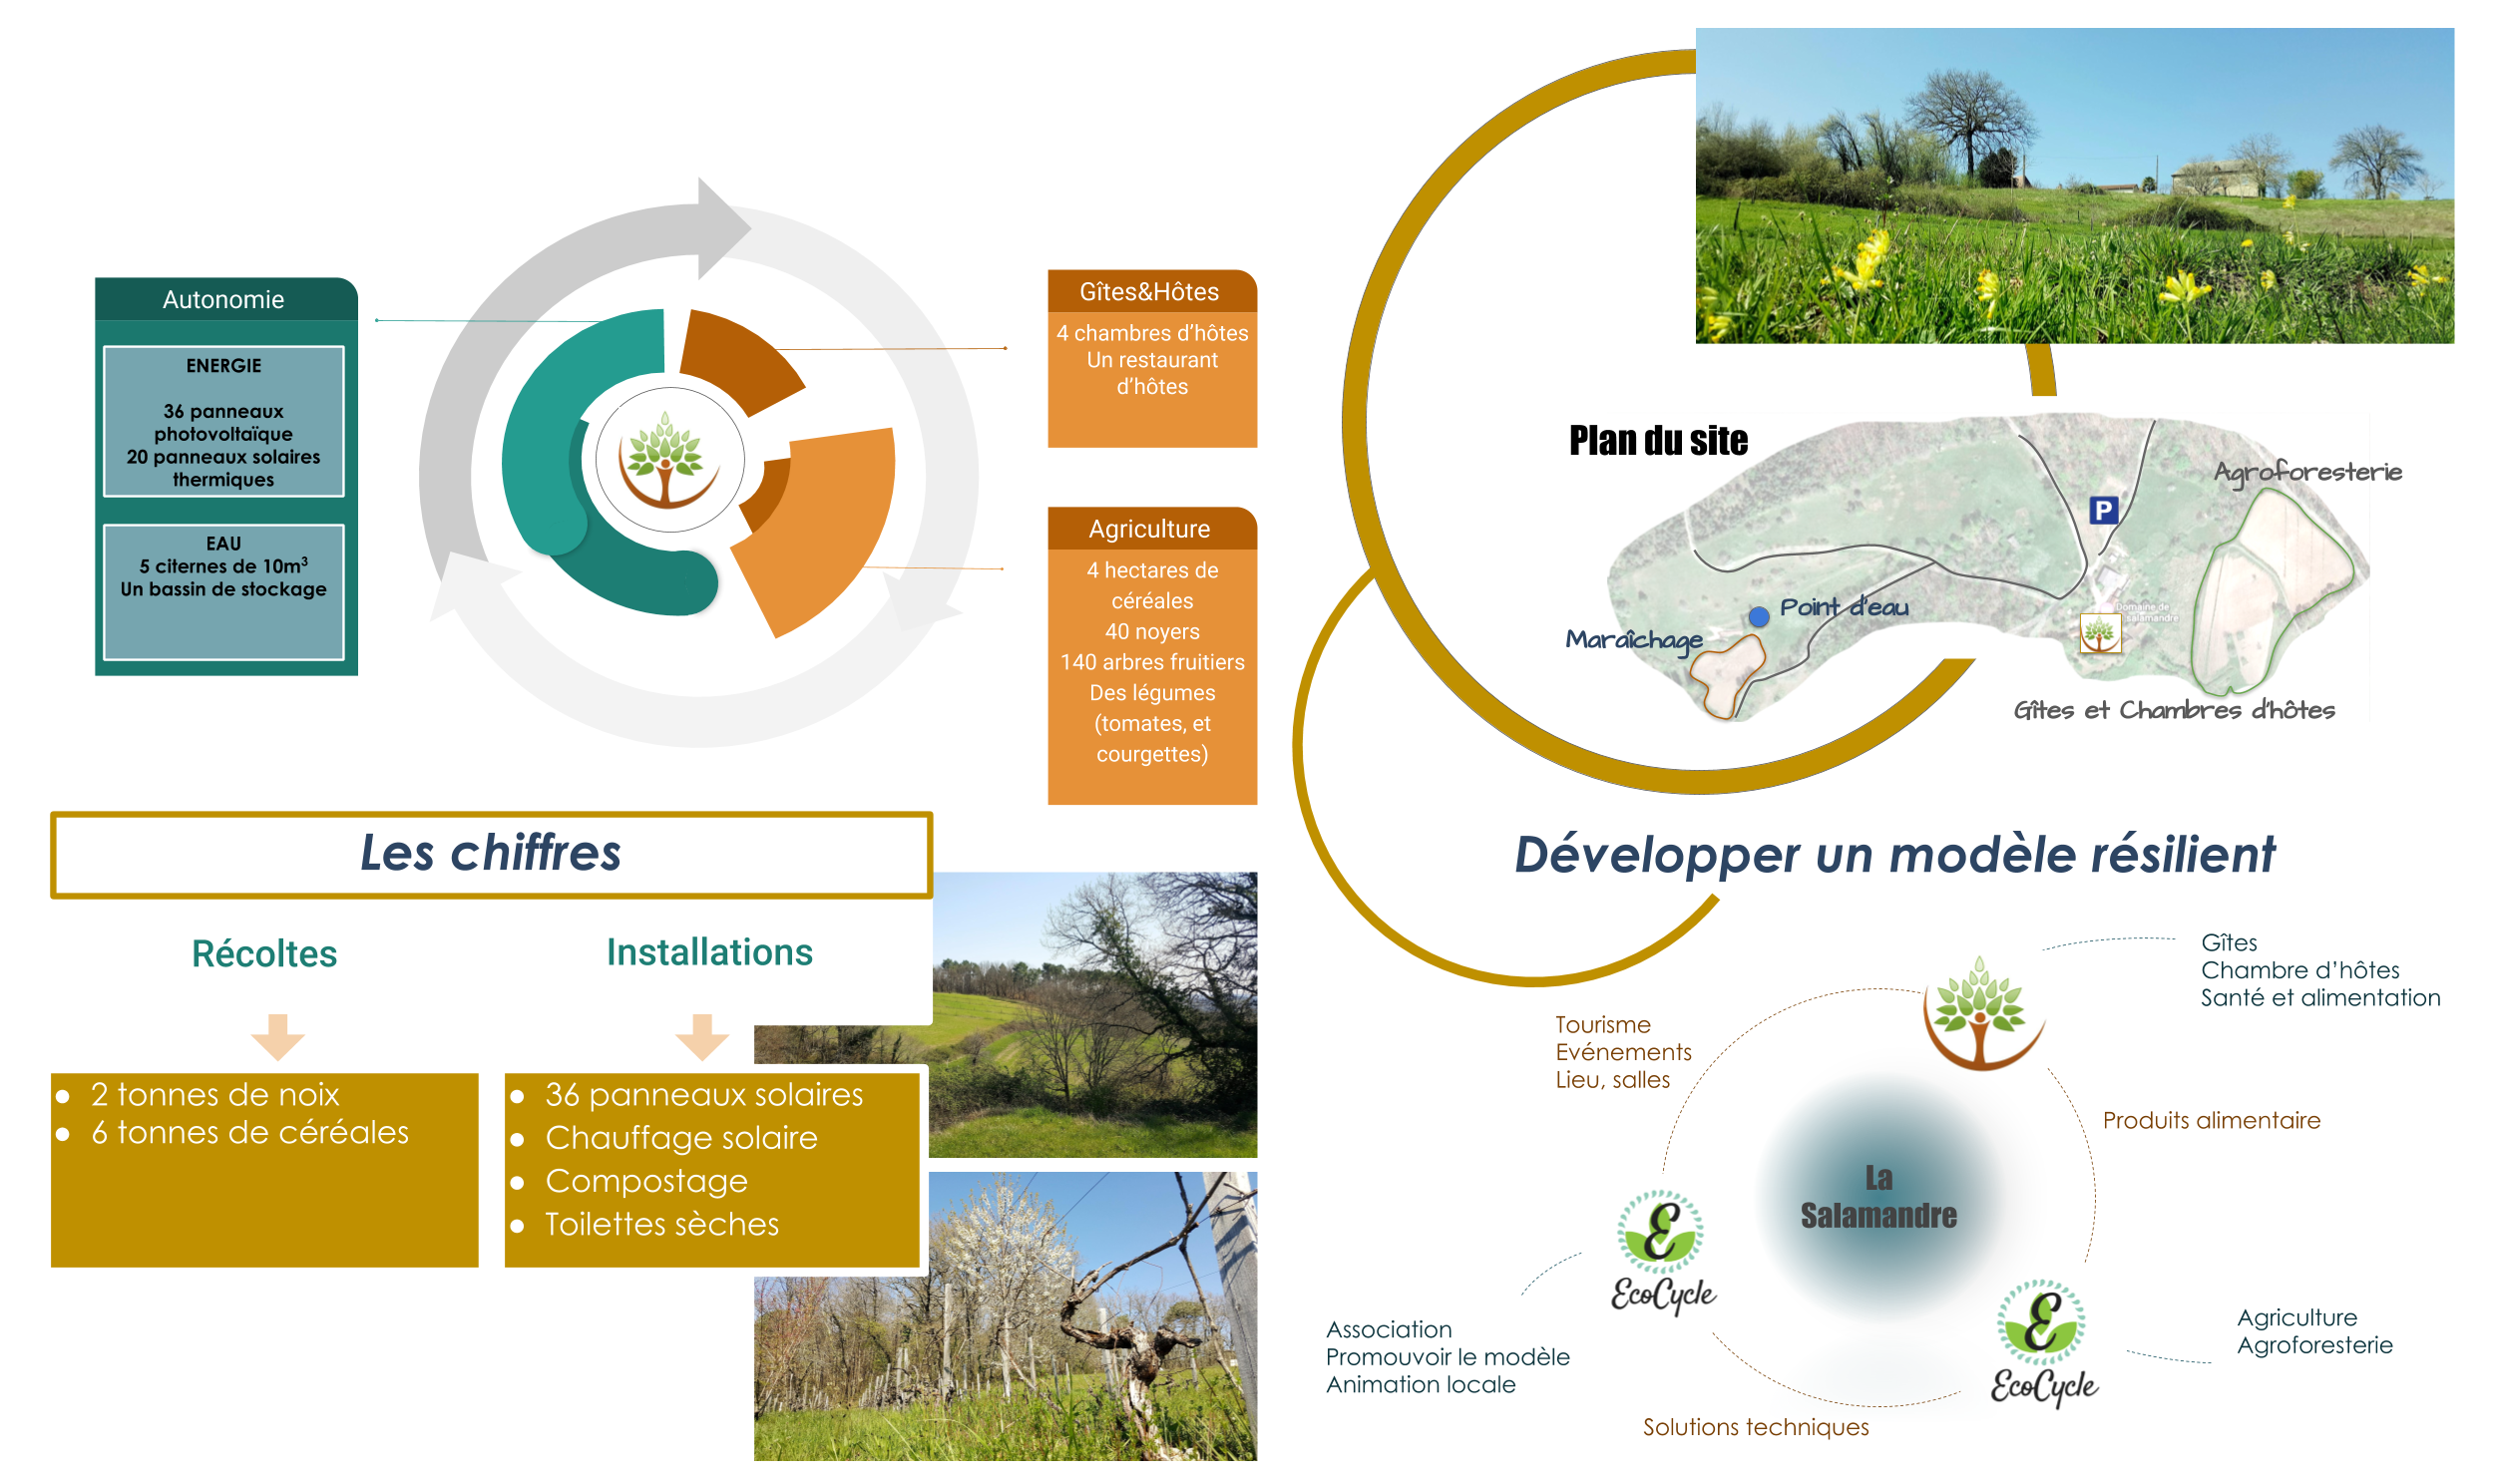 Autonomie
ENERGIE
36 panneaux
photovoltaïque
20 panneaux solaires
thermiques
EAU
5 citernes de 10m³
Un bassin de stockage
Gîtes&Hôtes
4 chambres d'hôtes
Un restaurant
d'hôtes
Agriculture
4 hectares de
céréales
40 noyers
140 arbres fruitiers
Des légumes
(tomates, et
courgettes)
Les chiffres
Récoltes
2 tonnes de noix
6 tonnes de céréales
Installations
36 panneaux solaires
Chauffage solaire
Compostage
Toilettes sèches
Plan du site
Agroforesterie
P
Point d'eau
Maraîchage
Domaine de
salamandre
Gîtes et Chambres d'hôtes
Développer un modèle résilient
Gîtes
Chambre d'hôtes
Santé et alimentation
Tourisme
Evénements
Lieu, salles
Produits alimentaire
La
Salamandre
E
EcoCycle
E
EcoCycle
Association
Promouvoir le modèle
Animation locale
Agriculture
Agroforesterie
Solutions techniques